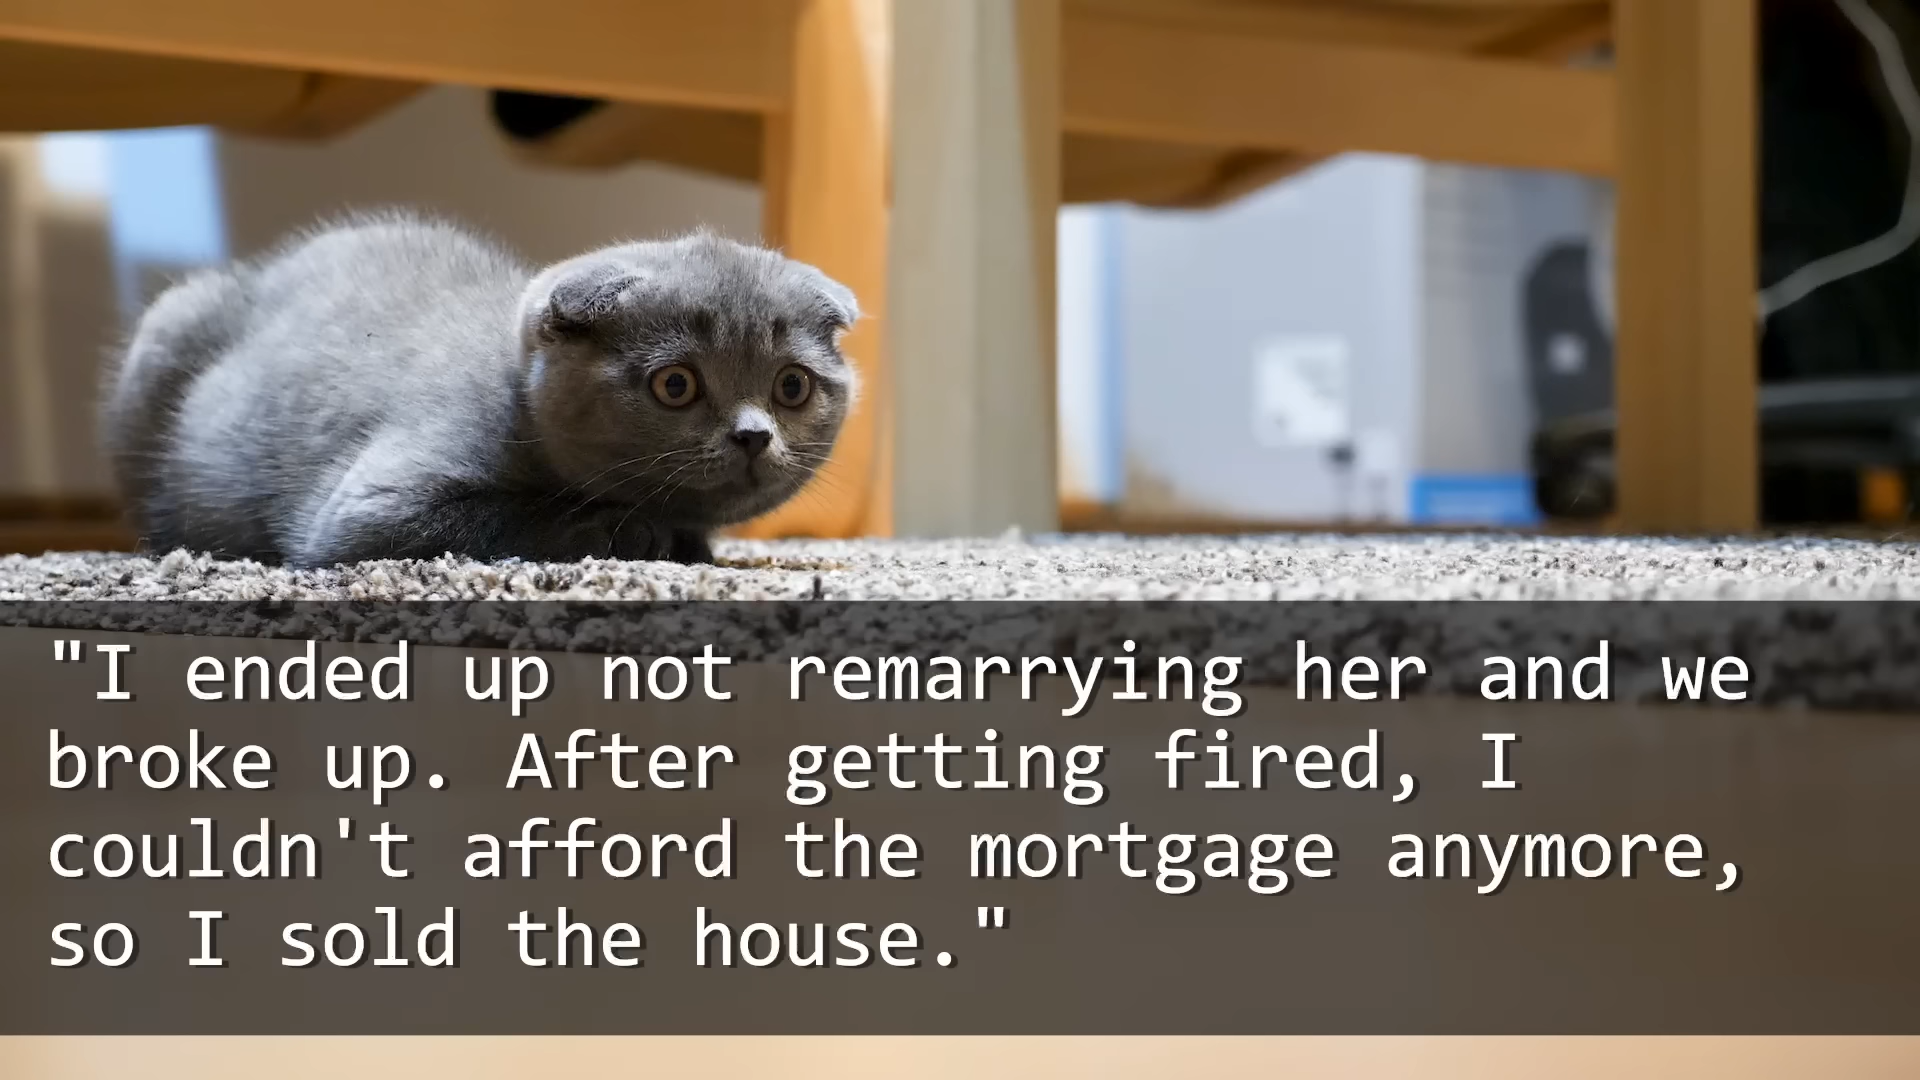 "I ended up not remarrying her and we
broke up. After getting fired, I
couldn't afford the mortgage anymore,
so I sold the house."